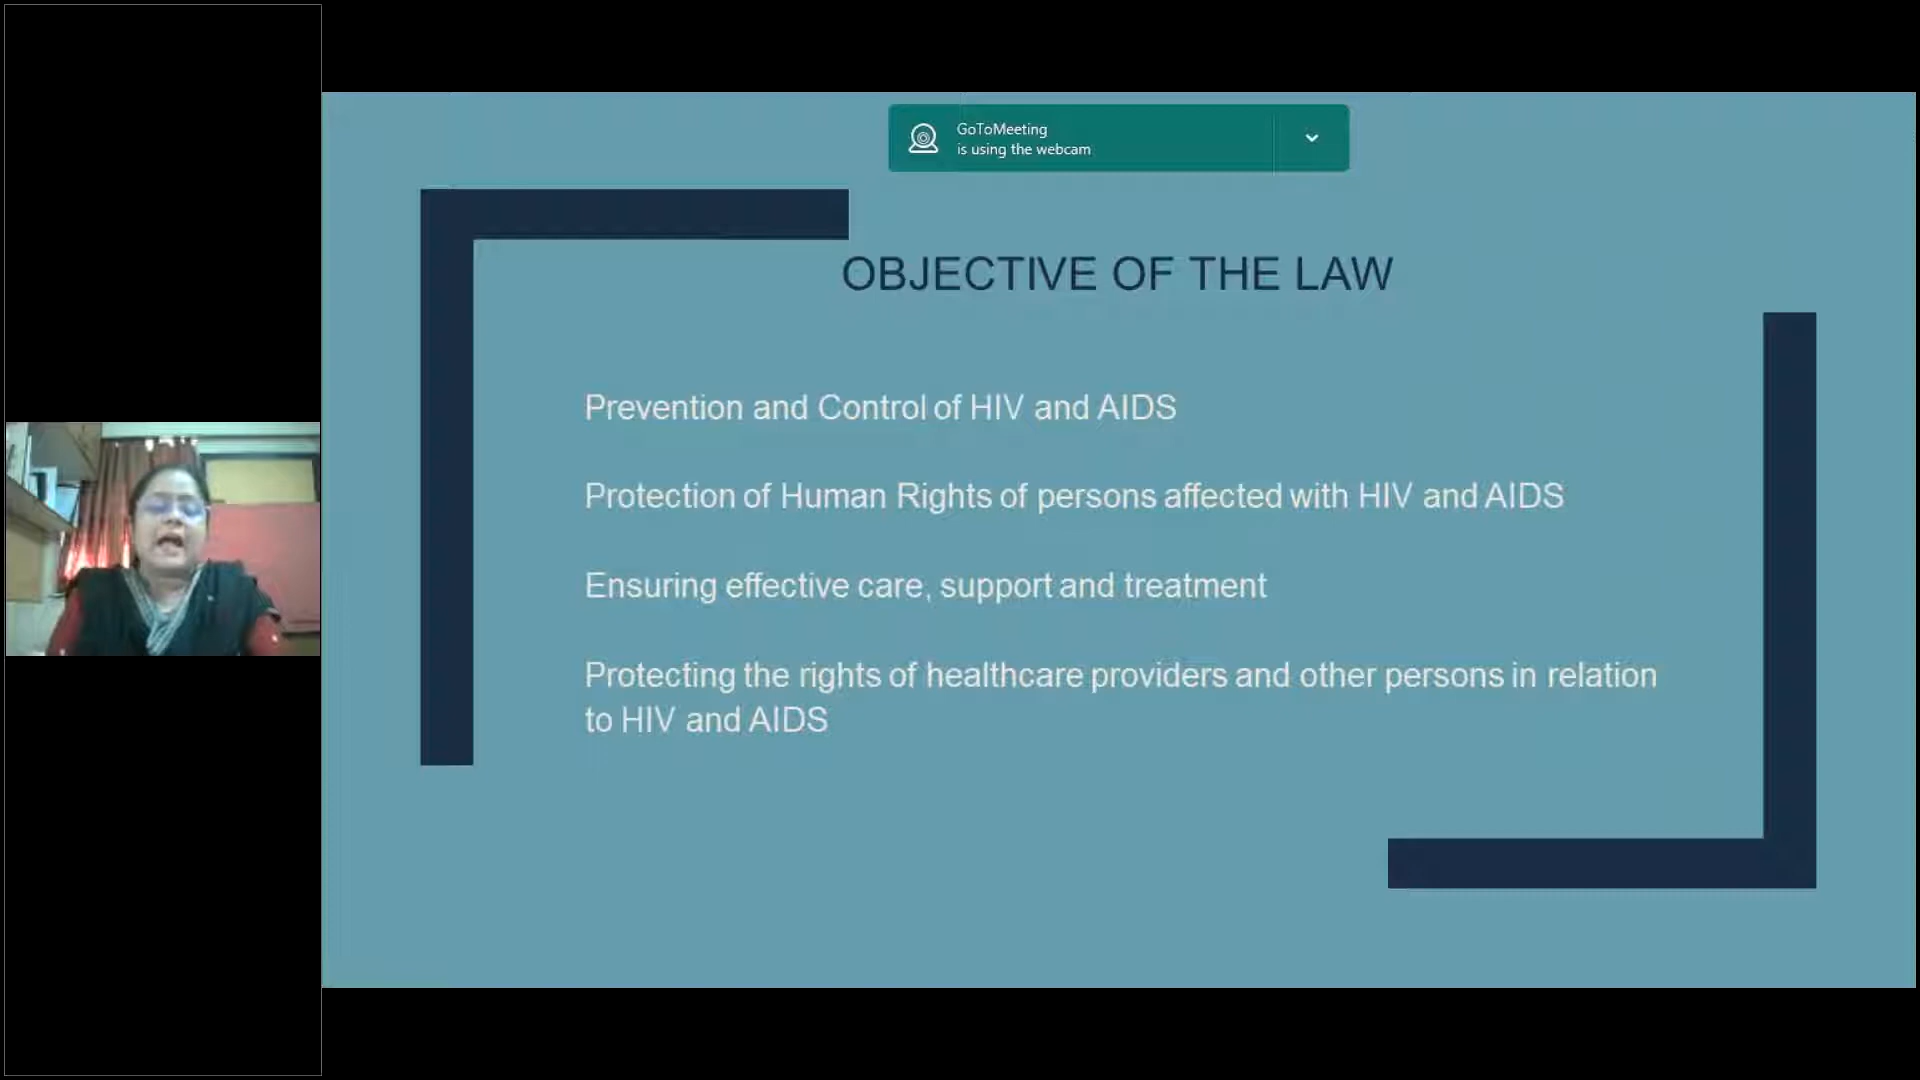 GoToMeeting
is using the webcam
OBJECTIVE OF THE LAW
Prevention and Control of HIV and AIDS
Protection of Human Rights of persons affected with HIV and AIDS
Ensuring effective care, support and treatment
Protecting the rights of healthcare providers and other persons in relation
to HIV and AIDS